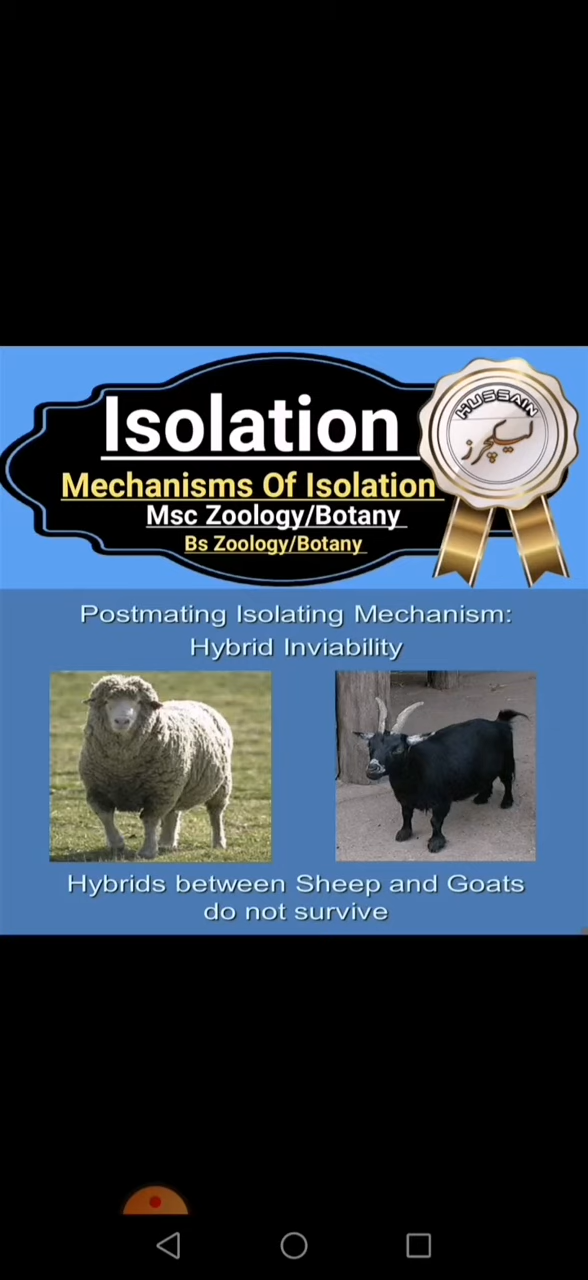 Isolation
Mechanisms Of Isolation
Msc Zoology/Botany
Bs Zoology/Botany
HUSSAIN
لیکچرز
Postmating Isolating Mechanism:
Hybrid Inviability
Hybrids between Sheep and Goats
do not survive